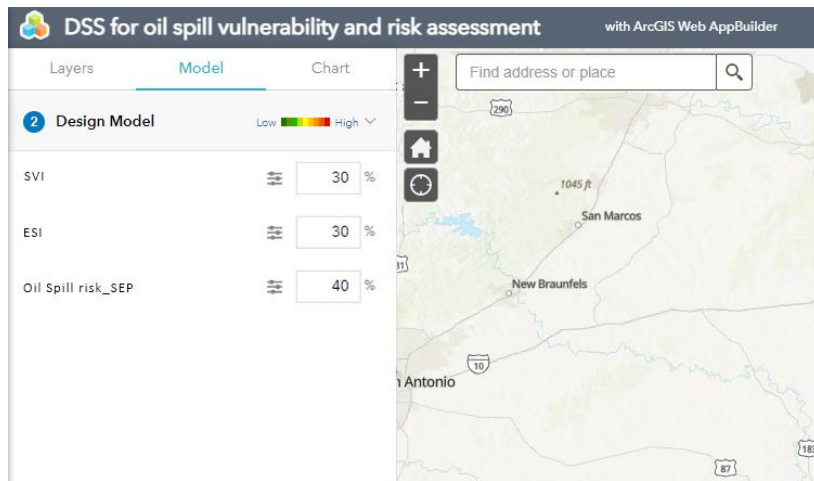 DSS for oil spill vulnerability and risk assessment with ArcGIS Web AppBuilder
Layers Model Chart
2 Design Model Low High
SVI 30 %
ESI 30 %
Oil Spill risk_SEP 40 %
+
−
Find address or place
290
1045 ft
San Marcos
New Braunfels
10
Antonio
87